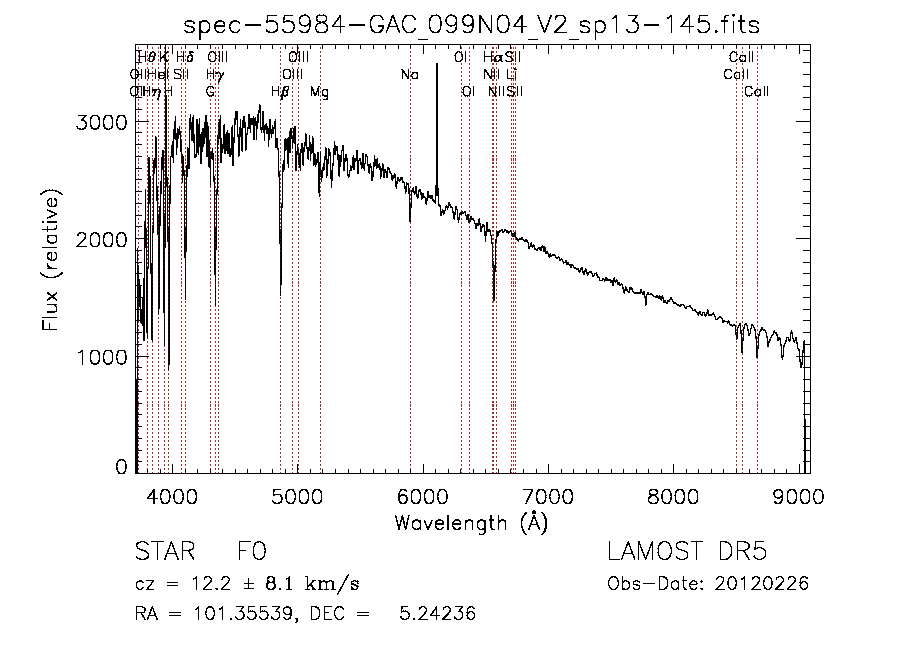 spec-55984-GAC_099N04_V2_sp13-145.fits
Hθ K Hδ OIII OIII OI Hα SII CaII
OII HeI SII Hγ OIII Na NII Li CaII
OII Hη H G Hβ Mg OI NII SII CaII
3000
2000
1000
0
Flux (relative)
4000 5000 6000 7000 8000 9000
Wavelength (Å)
STAR F0 LAMOST DR5
cz = 12.2 ± 8.1 km/s Obs-Date: 20120226
RA = 101.35539, DEC = 5.24236